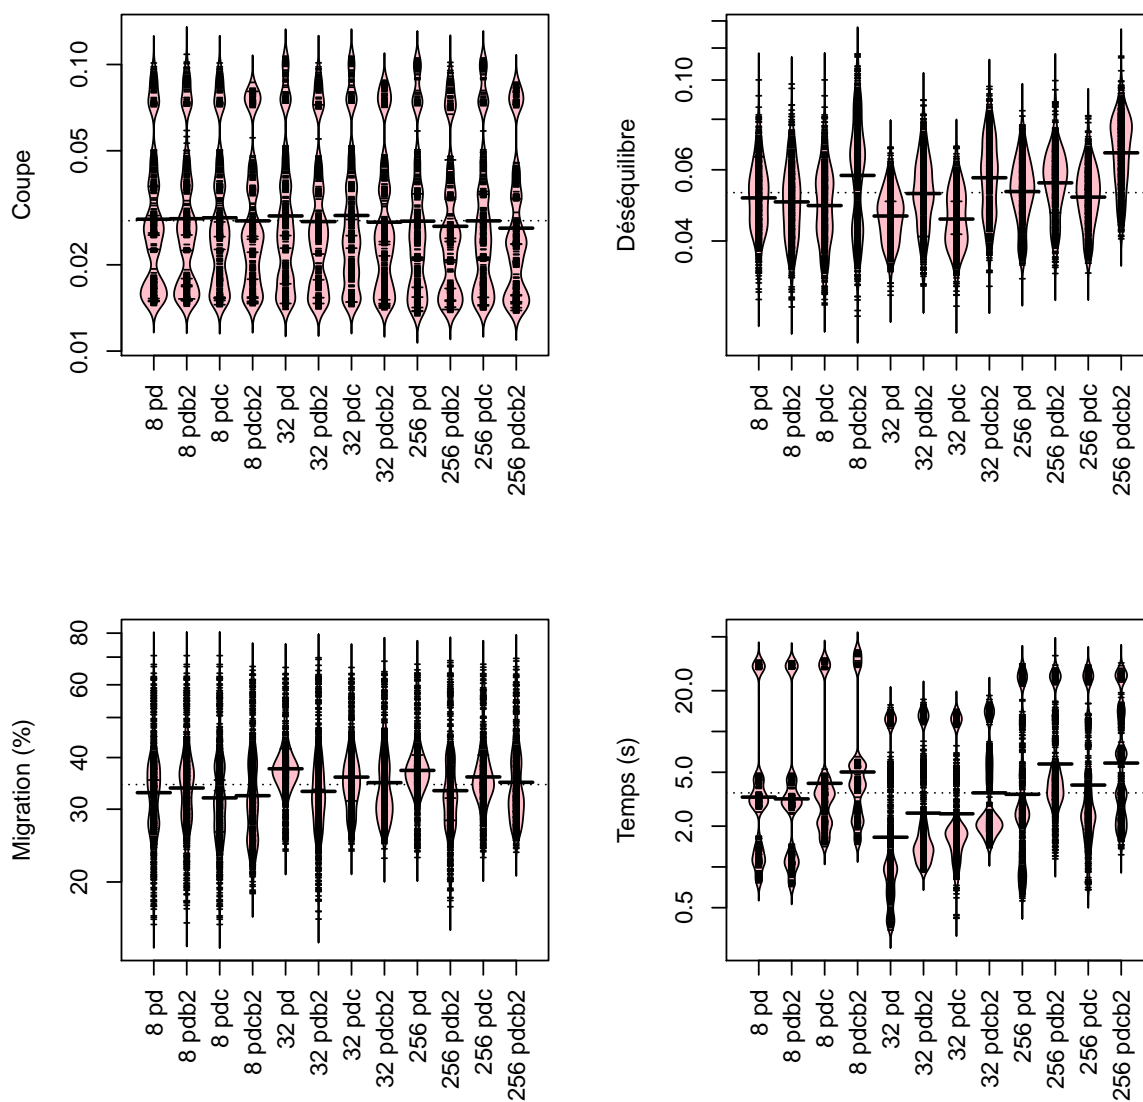 Coupe
0.10
0.05
0.02
0.01
8 pd
8 pdb2
8 pdc
8 pdcb2
32 pd
32 pdb2
32 pdc
32 pdcb2
256 pd
256 pdb2
256 pdc
256 pdcb2
Déséquilibre
0.10
0.06
0.04
8 pd
8 pdb2
8 pdc
8 pdcb2
32 pd
32 pdb2
32 pdc
32 pdcb2
256 pd
256 pdb2
256 pdc
256 pdcb2
Migration (%)
80
60
40
30
20
8 pd
8 pdb2
8 pdc
8 pdcb2
32 pd
32 pdb2
32 pdc
32 pdcb2
256 pd
256 pdb2
256 pdc
256 pdcb2
Temps (s)
20.0
5.0
2.0
0.5
8 pd
8 pdb2
8 pdc
8 pdcb2
32 pd
32 pdb2
32 pdc
32 pdcb2
256 pd
256 pdb2
256 pdc
256 pdcb2